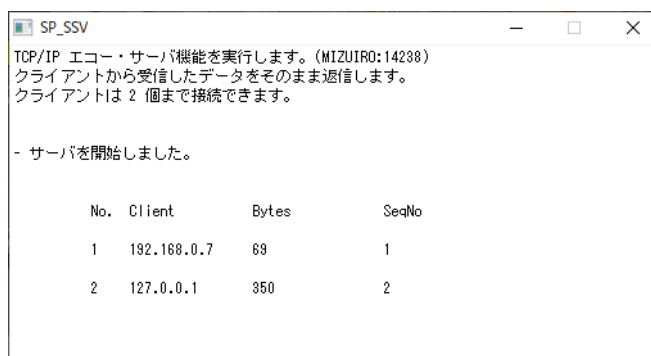 SP_SSV
TCP/IP エコー・サーバ機能を実行します。(MIZUIRO:14238)
クライアントから受信したデータをそのまま返信します。
クライアントは 2 個まで接続できます。
- サーバを開始しました。
No. Client Bytes SeqNo
1 192.168.0.7 69 1
2 127.0.0.1 350 2